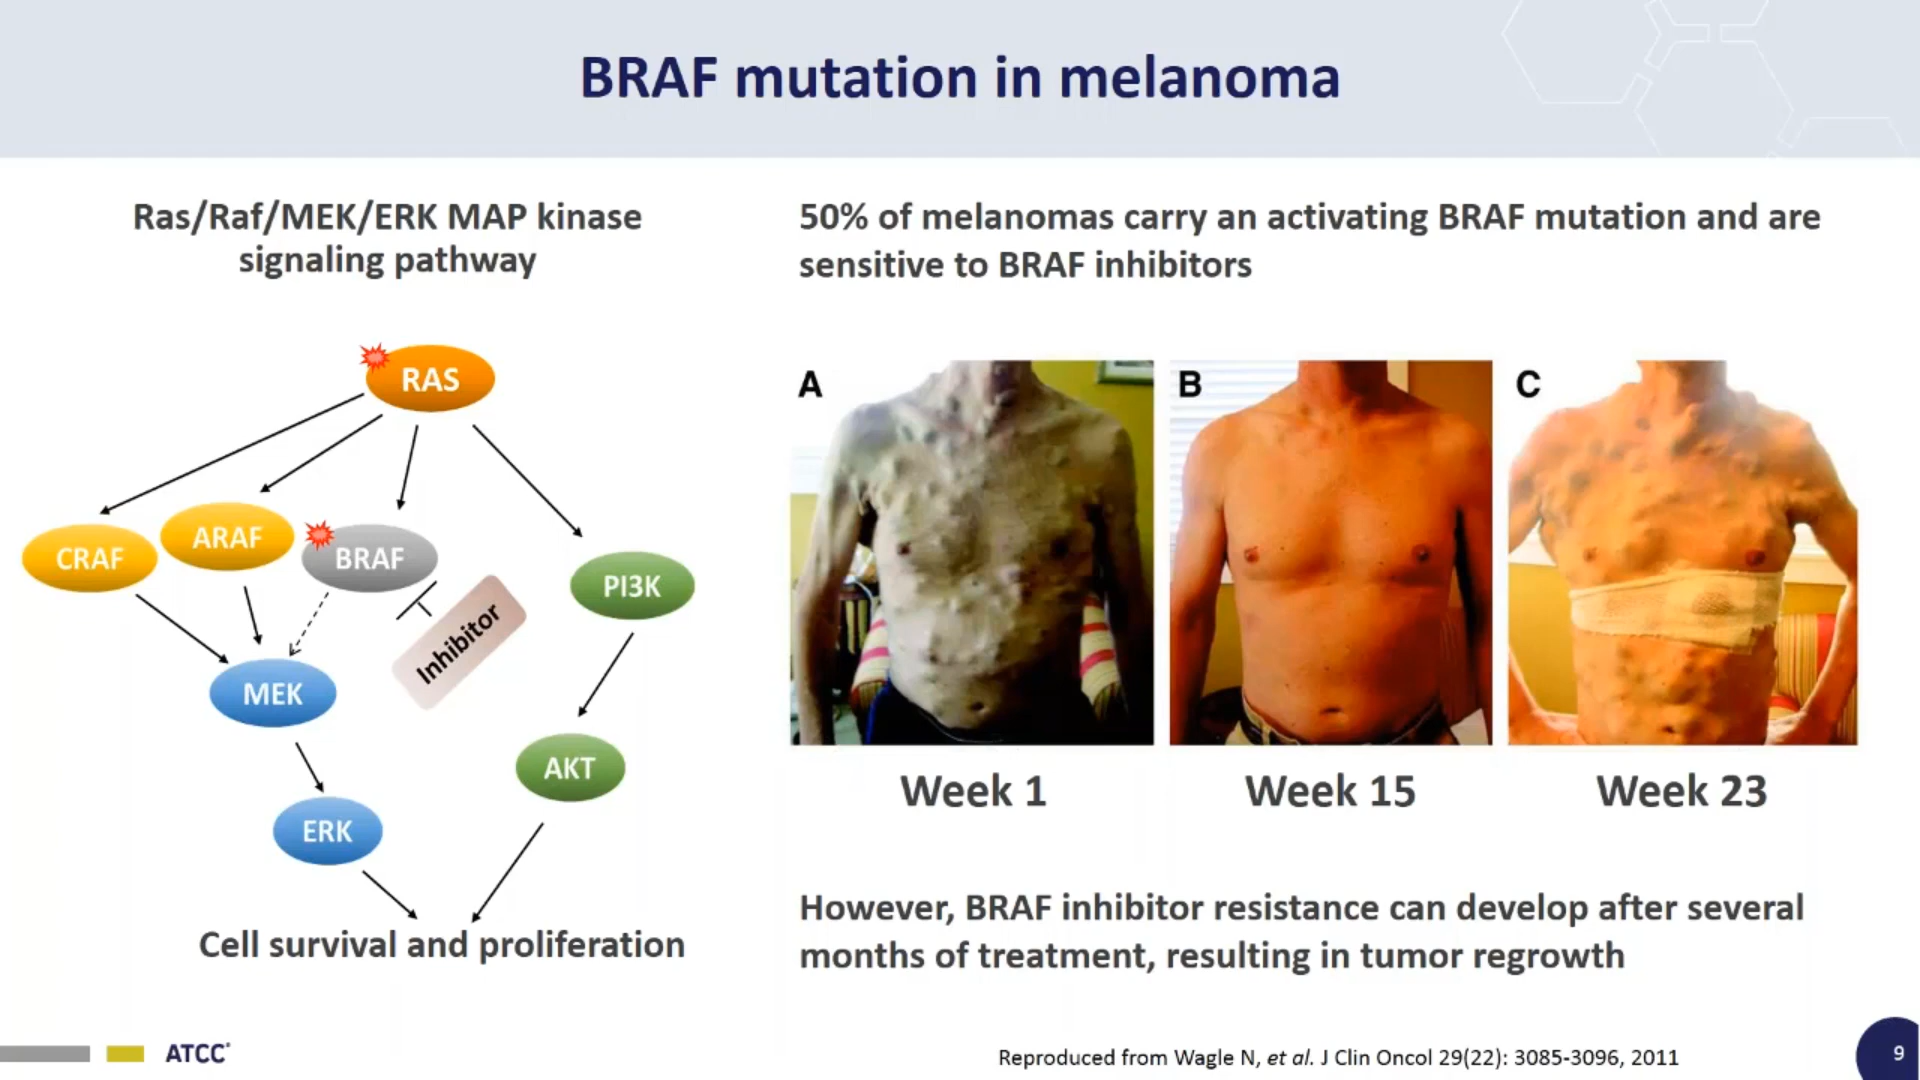 BRAF mutation in melanoma
Ras/Raf/MEK/ERK MAP kinase
signaling pathway
RAS
CRAF
ARAF
BRAF
PI3K
Inhibitor
MEK
AKT
ERK
Cell survival and proliferation
50% of melanomas carry an activating BRAF mutation and are
sensitive to BRAF inhibitors
A
B
C
Week 1
Week 15
Week 23
However, BRAF inhibitor resistance can develop after several
months of treatment, resulting in tumor regrowth
ATCC®
Reproduced from Wagle N, et al. J Clin Oncol 29(22): 3085-3096, 2011
9